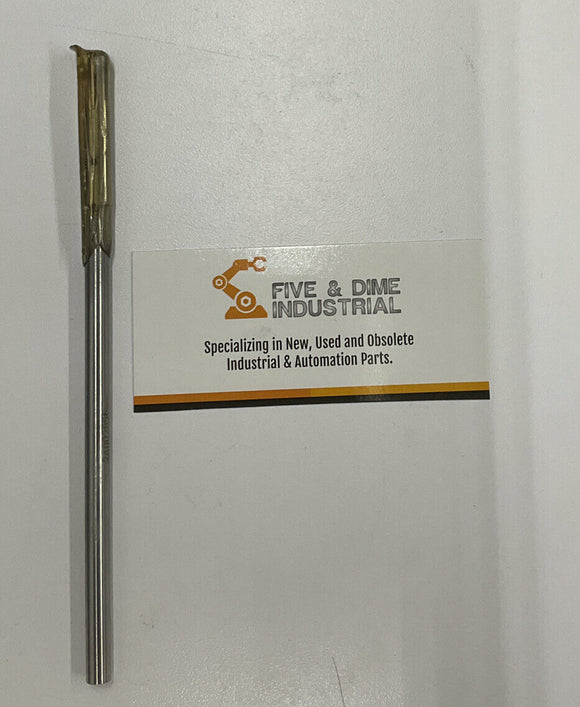 FIVE & DIME
INDUSTRIAL
Specializing in New, Used and Obsolete
Industrial & Automation Parts.